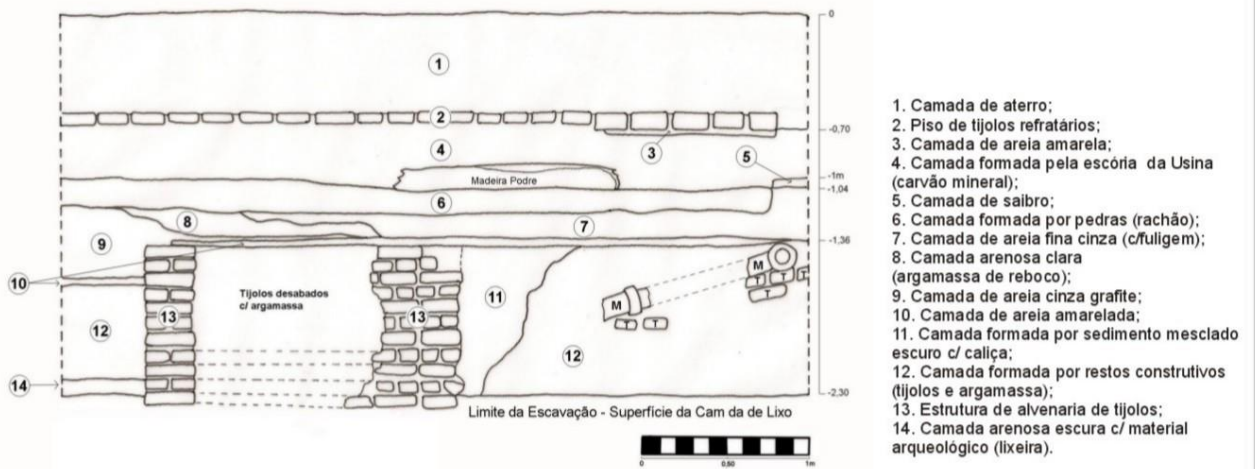 0
1
2
-0,70
4
3
5
Madeira Podre
-1m
-1,04
6
8
7
9
-1,36
10
M
T T T
T
Tijolos desabados
c/ argamassa
11
M
T T
13
13
12
12
14
-2,30
Limite da Escavação - Superfície da Cam da de Lixo
0
0,50
1m
1. Camada de aterro;
2. Piso de tijolos refratários;
3. Camada de areia amarela;
4. Camada formada pela escória da Usina
(carvão mineral);
5. Camada de saibro;
6. Camada formada por pedras (rachão);
7. Camada de areia fina cinza (c/fuligem);
8. Camada arenosa clara
(argamassa de reboco);
9. Camada de areia cinza grafite;
10. Camada de areia amarelada;
11. Camada formada por sedimento mesclado
escuro c/ caliça;
12. Camada formada por restos construtivos
(tijolos e argamassa);
13. Estrutura de alvenaria de tijolos;
14. Camada arenosa escura c/ material
arqueológico (lixeira).